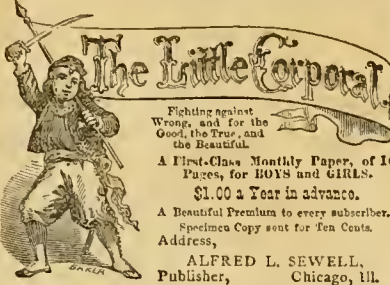 The Little Corporal,
Fighting against
Wrong, and for the
Good, the True, and
the Beautiful.
A First-Class Monthly Paper, of 16
Pages, for BOYS and GIRLS.
$1.00 a Year in advance.
A Beautiful Premium to every subscriber.
Specimen Copy sent for Ten Cents.
Address,
ALFRED L. SEWELL,
Publisher, Chicago, Ill.
BAKER